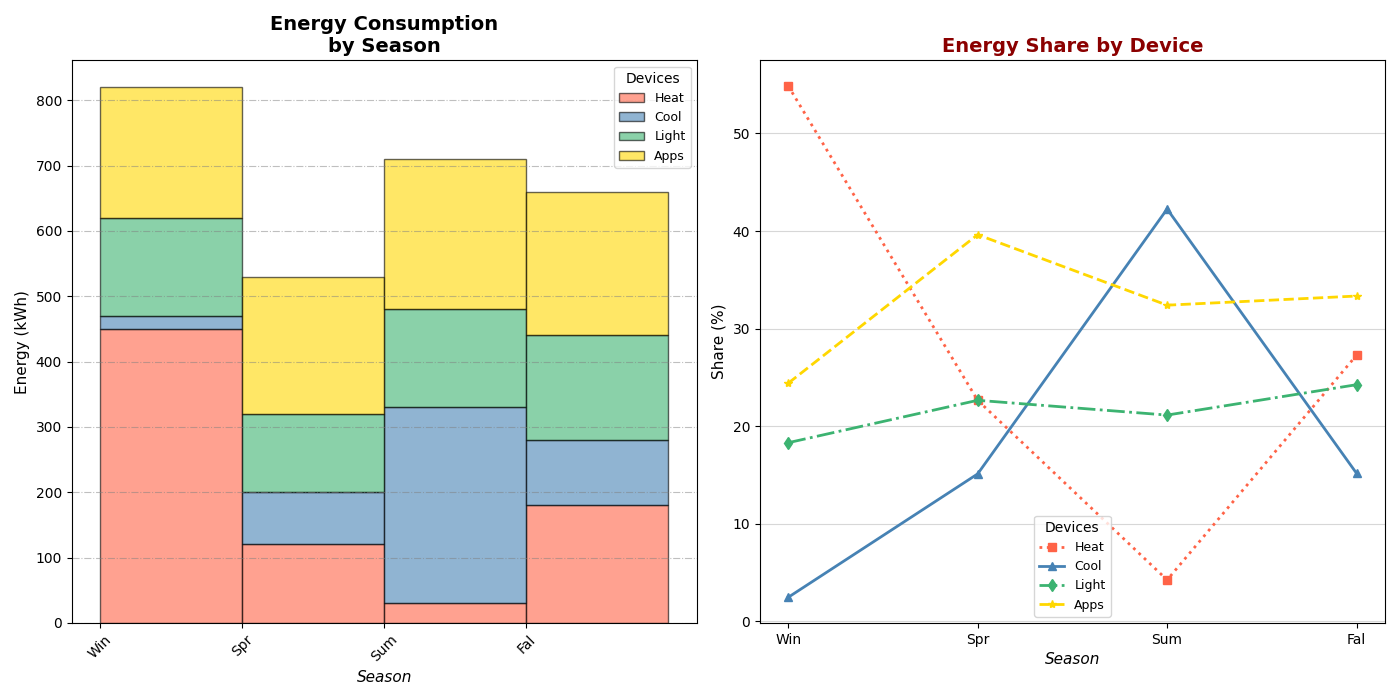 Energy Consumption
by Season
Energy (kWh)
800
700
600
500
400
300
200
100
0
Win
Spr
Sum
Fal
Season
Devices
Heat
Cool
Light
Apps
Energy Share by Device
Share (%)
50
40
30
20
10
0
Win
Spr
Sum
Fal
Season
Devices
Heat
Cool
Light
Apps